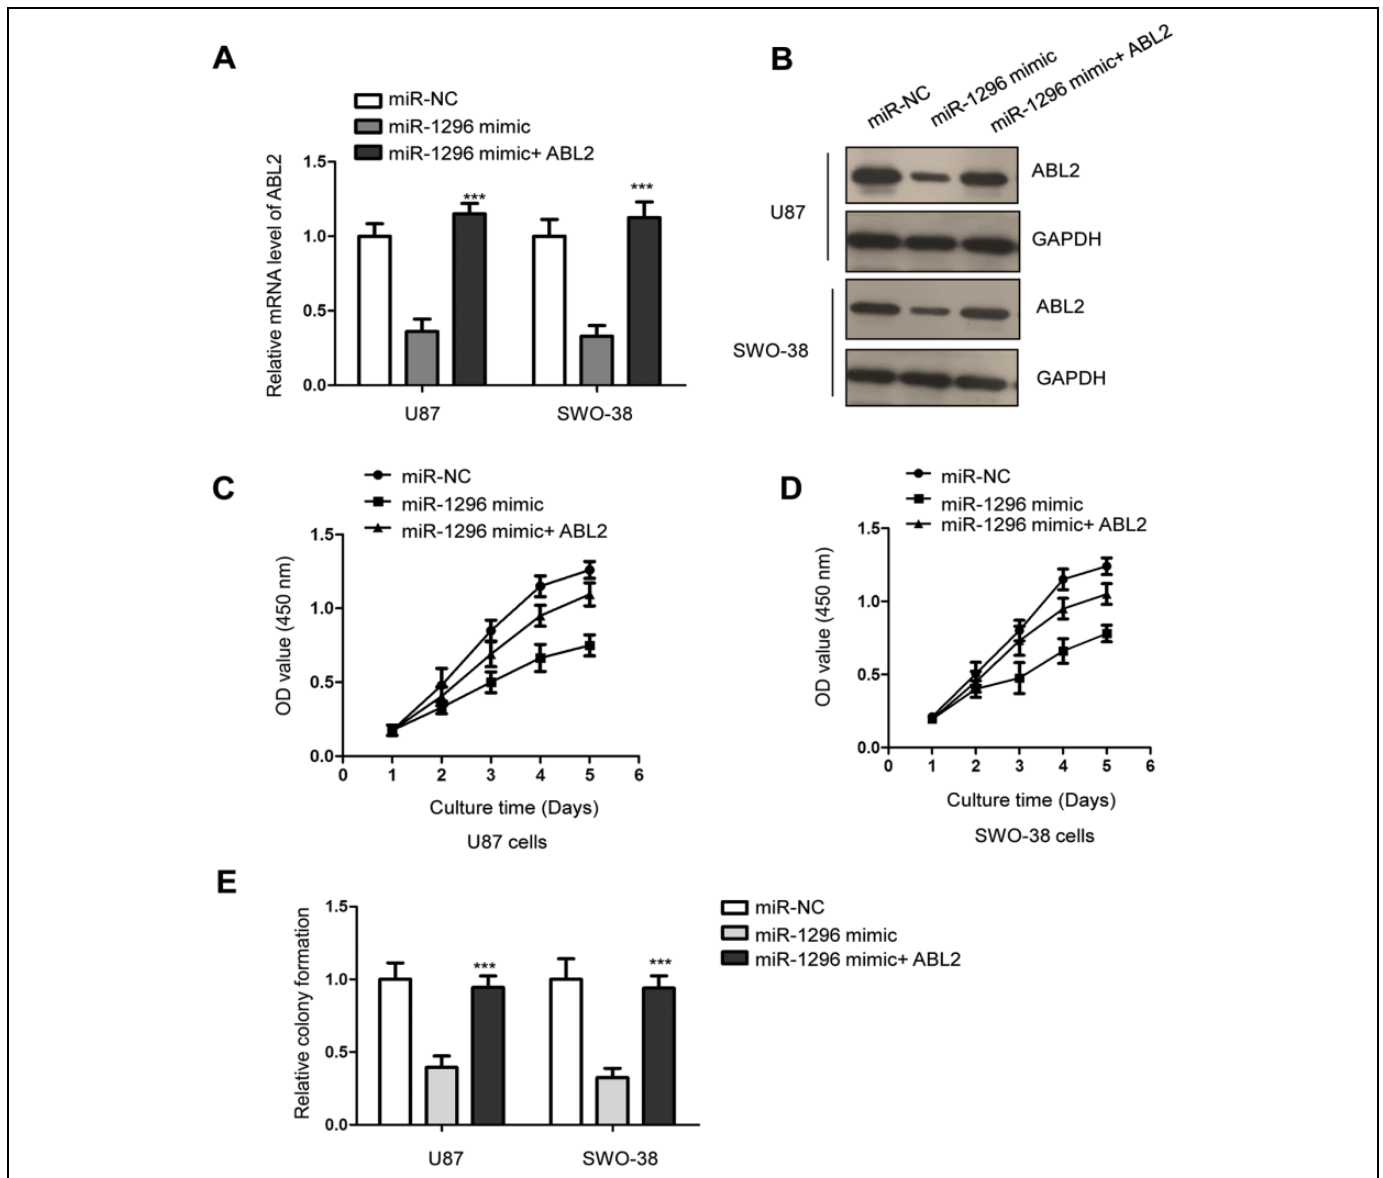 A
miR-NC
miR-1296 mimic
miR-1296 mimic+ ABL2
Relative mRNA level of ABL2
1.5
1.0
0.5
0.0
***
***
U87
SWO-38
B
miR-NC
miR-1296 mimic
miR-1296 mimic+ ABL2
U87
ABL2
GAPDH
SWO-38
ABL2
GAPDH
C
miR-NC
miR-1296 mimic
miR-1296 mimic+ ABL2
OD value (450 nm)
1.5
1.0
0.5
0.0
0 1 2 3 4 5 6
Culture time (Days)
U87 cells
D
miR-NC
miR-1296 mimic
miR-1296 mimic+ ABL2
OD value (450 nm)
1.5
1.0
0.5
0.0
0 1 2 3 4 5 6
Culture time (Days)
SWO-38 cells
E
Relative colony formation
1.5
1.0
0.5
0.0
***
***
U87
SWO-38
miR-NC
miR-1296 mimic
miR-1296 mimic+ ABL2